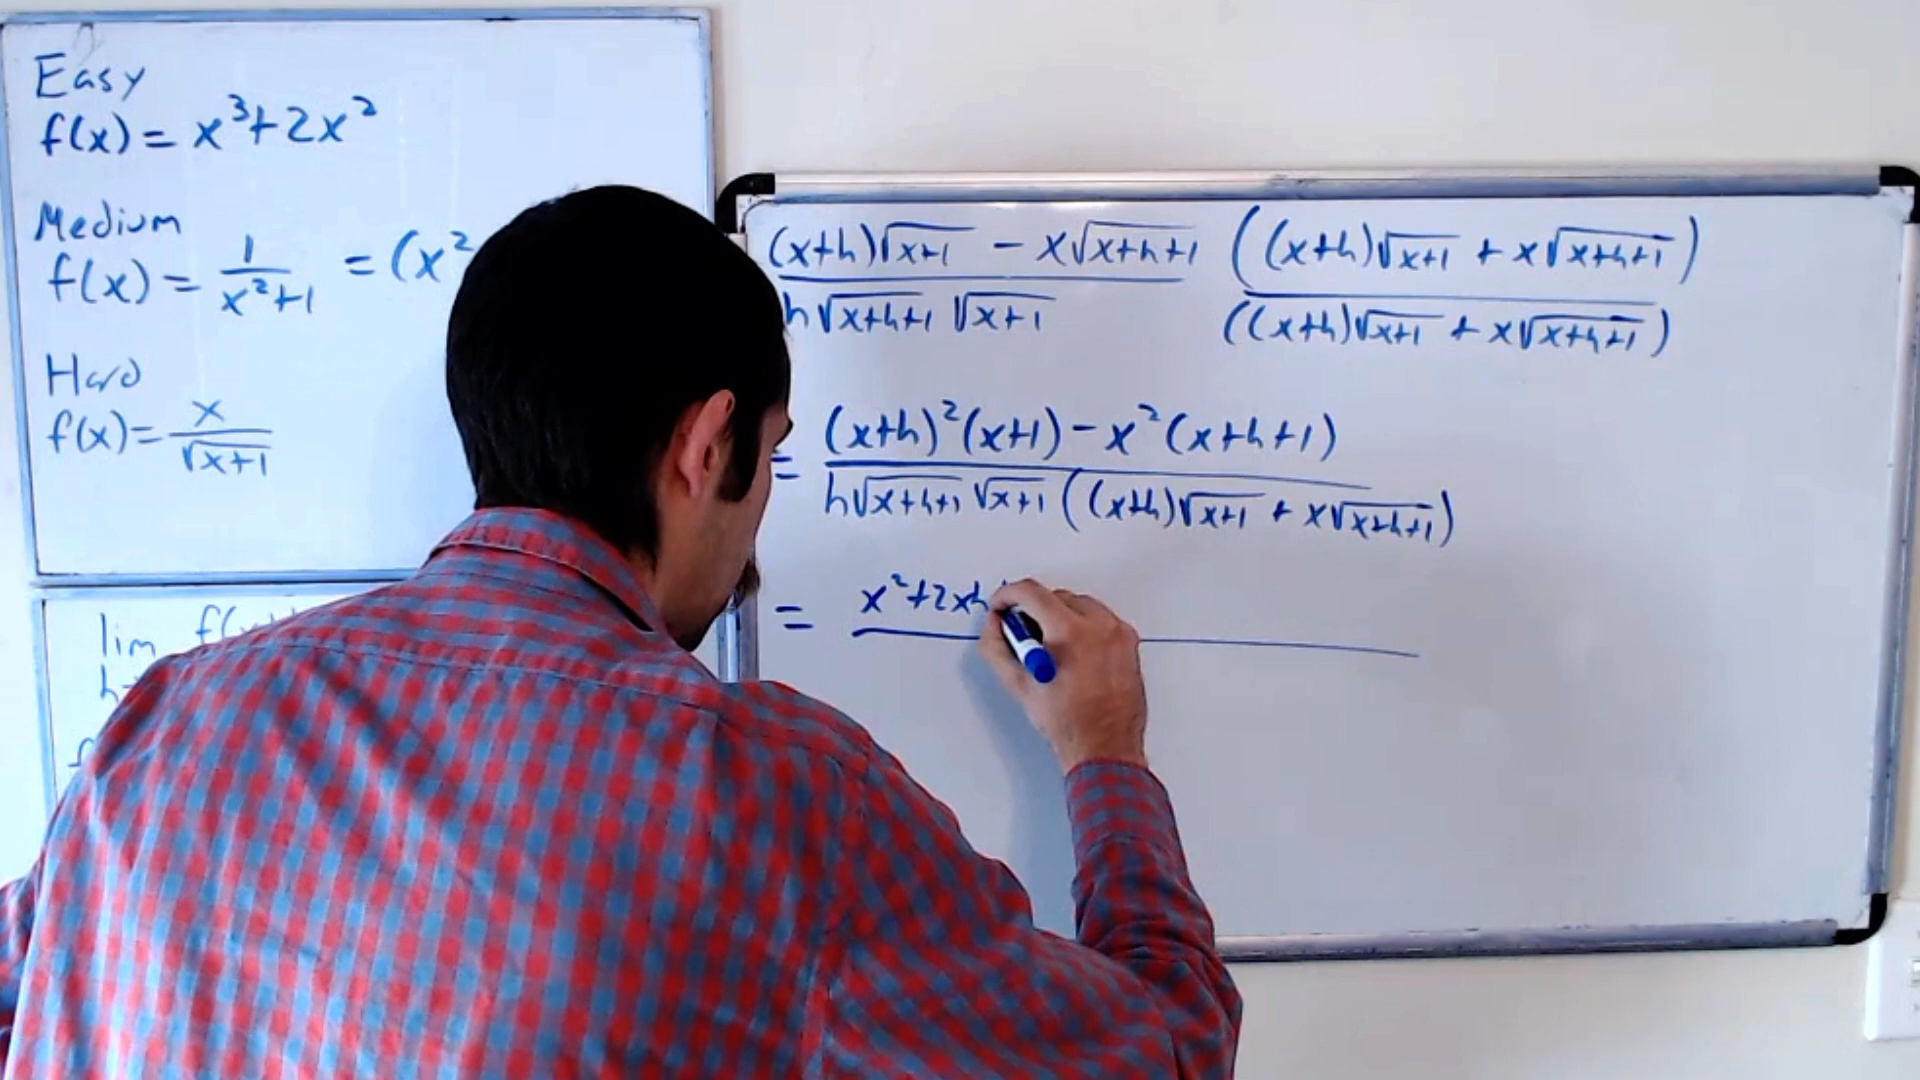 Easy
f(x) = x³+2x²
Medium
f(x) = 1/(x²+1) = (x²
Hard
f(x) = x/√(x+1)
lim f(x
h
f
(x+h)√(x+1) - x√(x+h+1) ((x+h)√(x+1) + x√(x+h+1))
h√(x+h+1) √(x+1) ((x+h)√(x+1) + x√(x+h+1))
= (x+h)²(x+1) - x²(x+h+1)
h√(x+h+1) √(x+1) ((x+h)√(x+1) + x√(x+h+1))
= x²+2xh